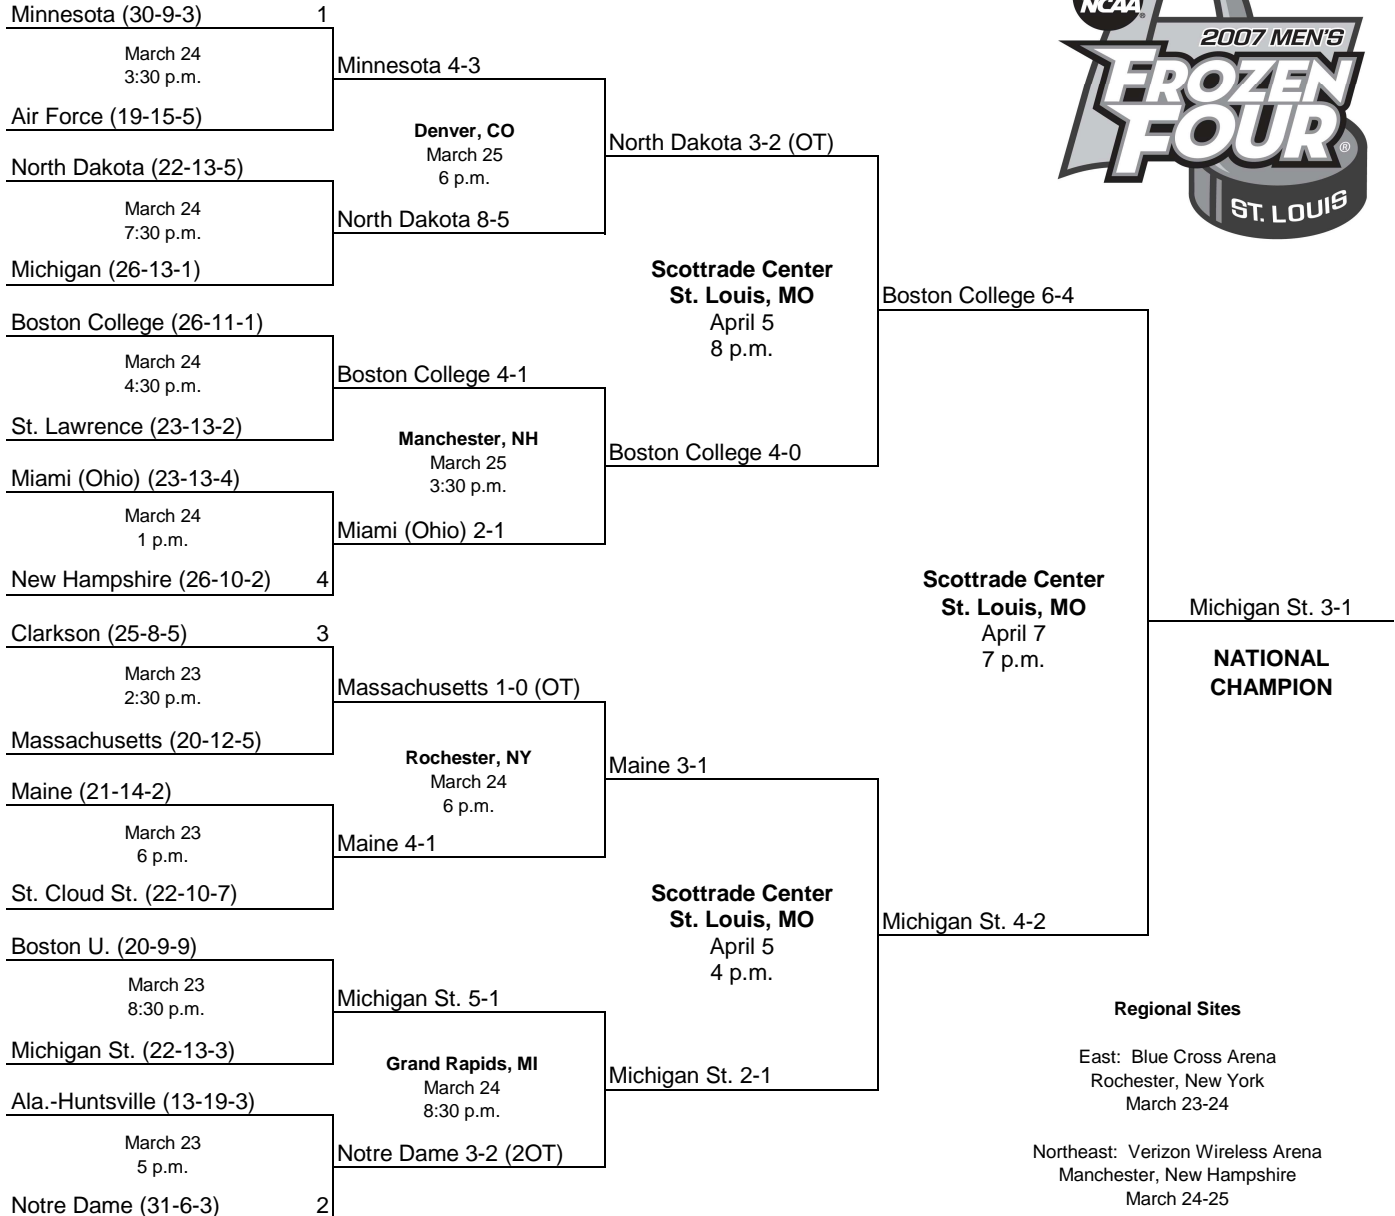 Minnesota (30-9-3) 1
March 24
3:30 p.m.
Air Force (19-15-5)
North Dakota (22-13-5)
March 24
7:30 p.m.
Michigan (26-13-1)
Boston College (26-11-1)
March 24
4:30 p.m.
St. Lawrence (23-13-2)
Miami (Ohio) (23-13-4)
March 24
1 p.m.
New Hampshire (26-10-2) 4
Clarkson (25-8-5) 3
March 23
2:30 p.m.
Massachusetts (20-12-5)
Maine (21-14-2)
March 23
6 p.m.
St. Cloud St. (22-10-7)
Boston U. (20-9-9)
March 23
8:30 p.m.
Michigan St. (22-13-3)
Ala.-Huntsville (13-19-3)
March 23
5 p.m.
Notre Dame (31-6-3) 2
Minnesota 4-3
Denver, CO
March 25
6 p.m.
North Dakota 8-5
Boston College 4-1
Manchester, NH
March 25
3:30 p.m.
Miami (Ohio) 2-1
Massachusetts 1-0 (OT)
Rochester, NY
March 24
6 p.m.
Maine 4-1
Michigan St. 5-1
Grand Rapids, MI
March 24
8:30 p.m.
Notre Dame 3-2 (2OT)
North Dakota 3-2 (OT)
Scottrade Center
St. Louis, MO
April 5
8 p.m.
Boston College 4-0
Maine 3-1
Scottrade Center
St. Louis, MO
April 5
4 p.m.
Michigan St. 2-1
Boston College 6-4
Scottrade Center
St. Louis, MO
April 7
7 p.m.
Michigan St. 4-2
Michigan St. 3-1
NATIONAL
CHAMPION
NCAA
2007 MEN'S
FROZEN
FOUR®
ST. LOUIS
Regional Sites
East: Blue Cross Arena
Rochester, New York
March 23-24
Northeast: Verizon Wireless Arena
Manchester, New Hampshire
March 24-25